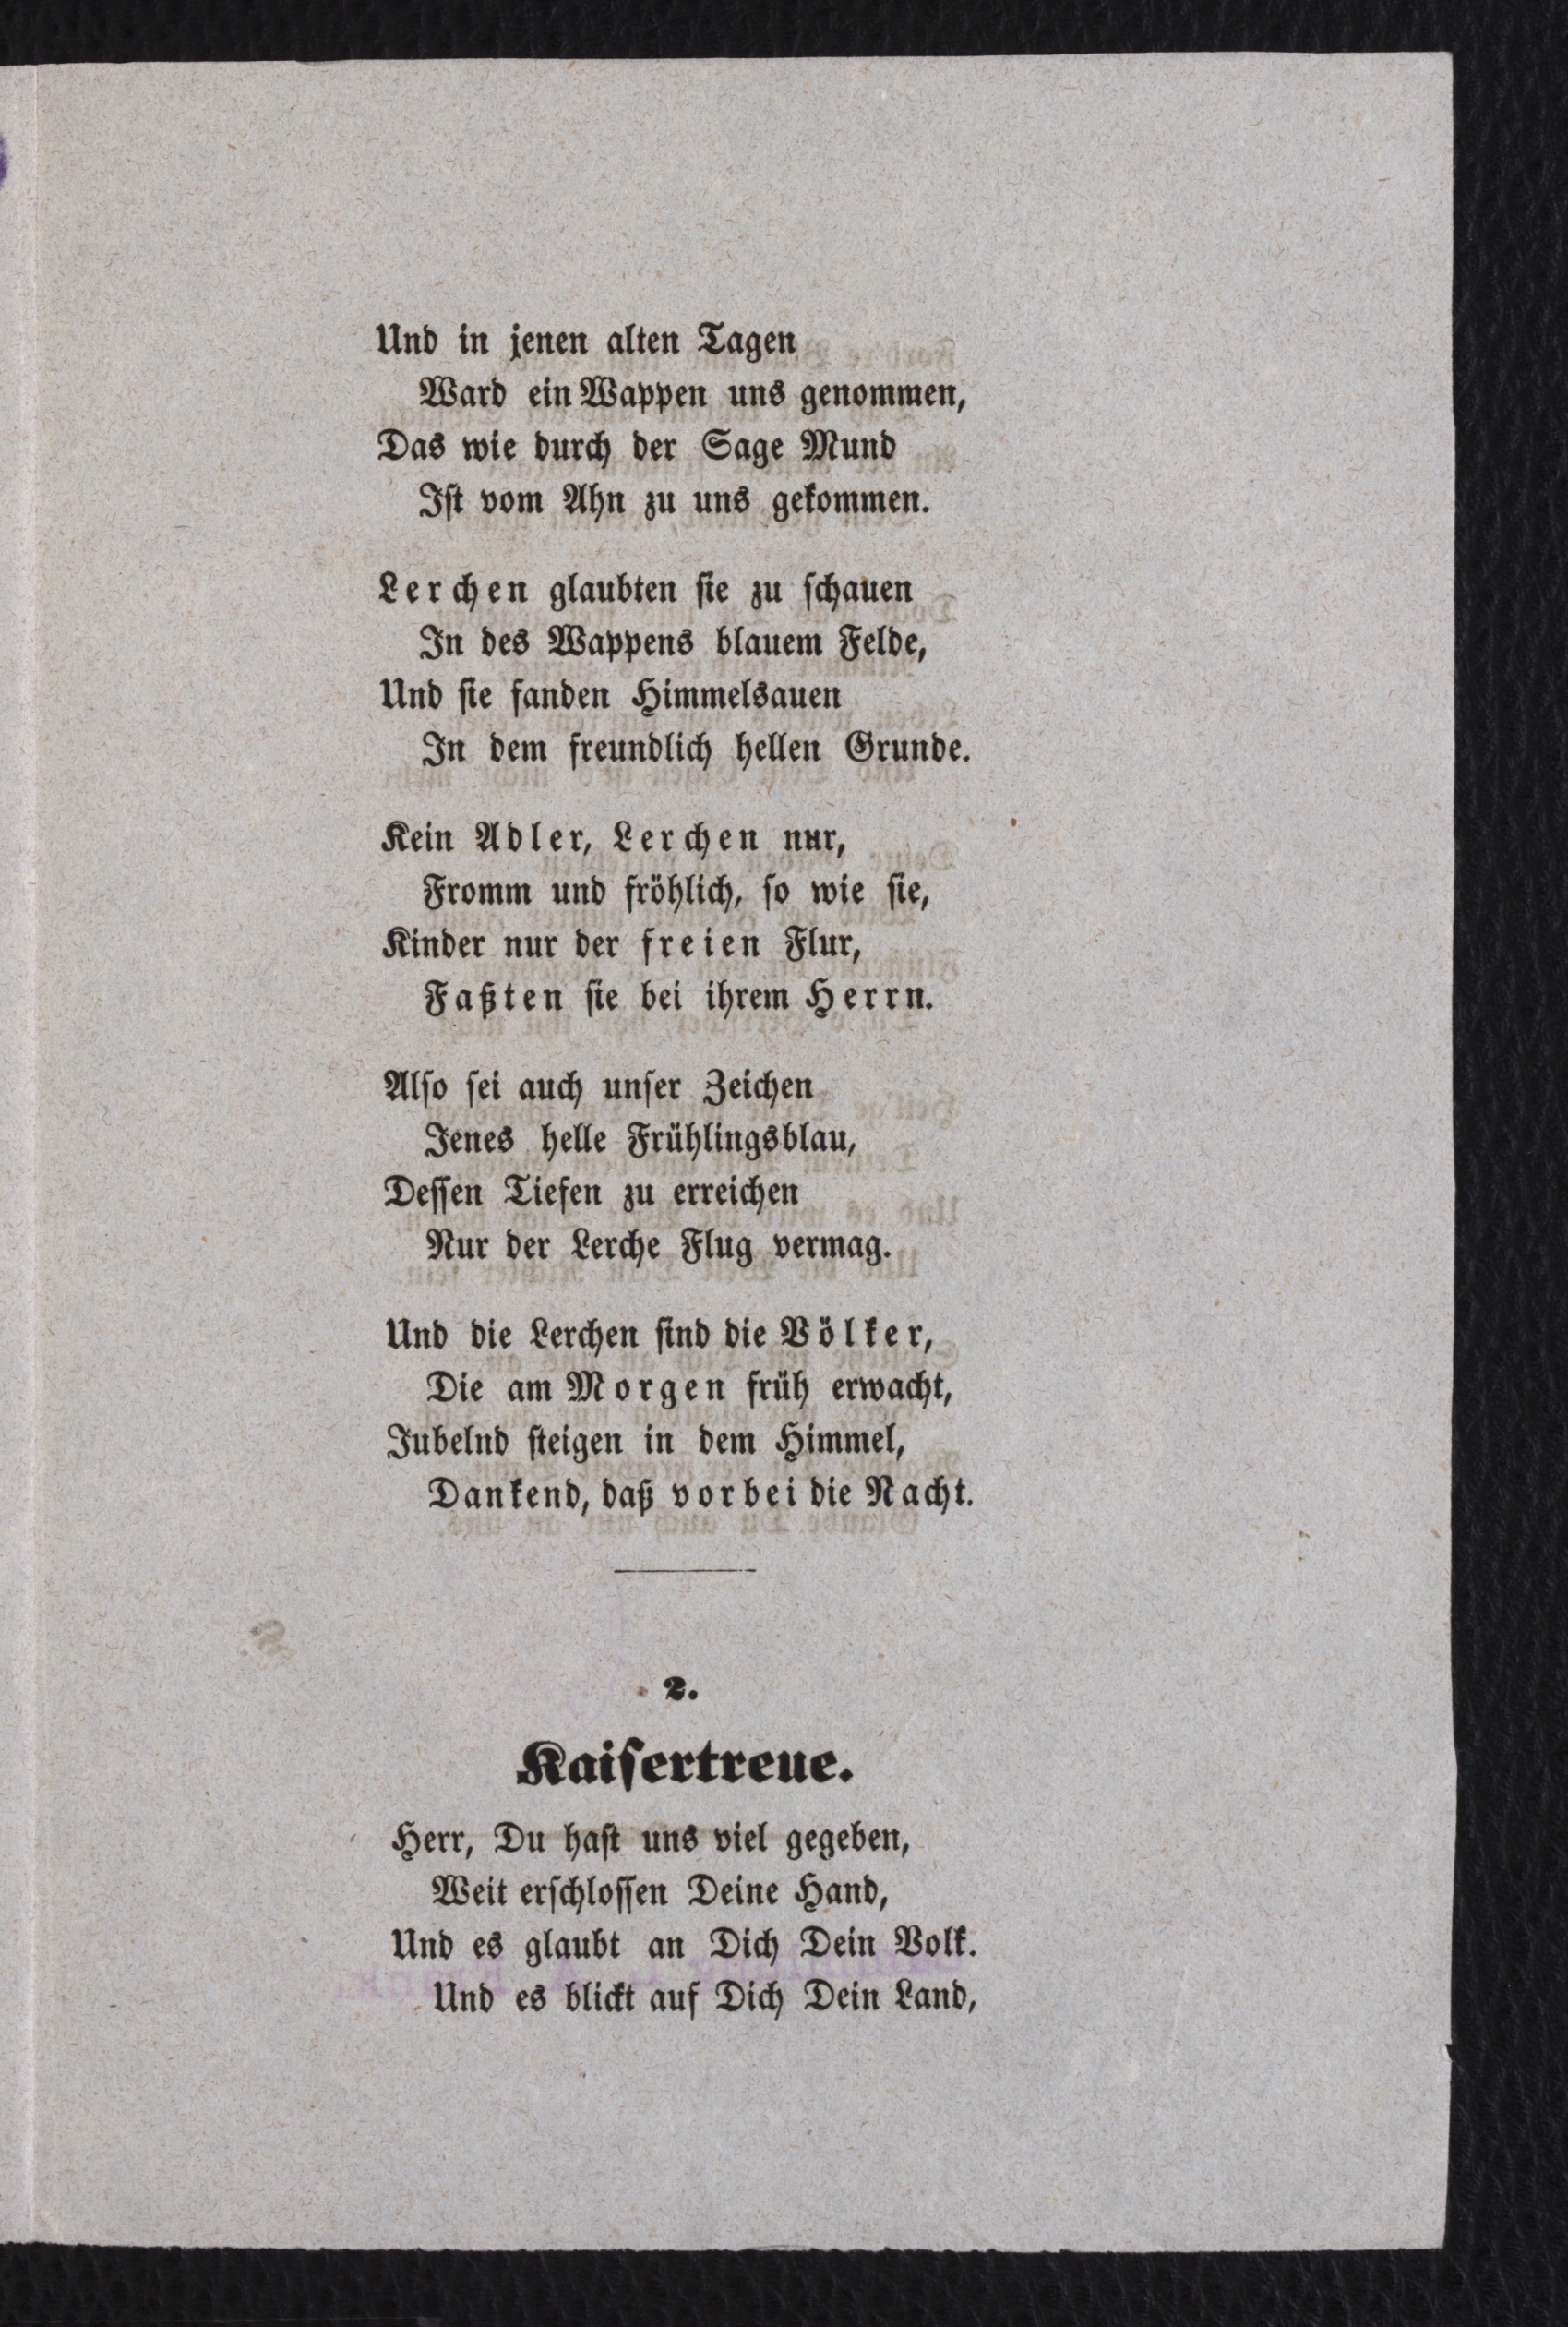 Und in jenen alten Tagen
Ward ein Wappen uns genommen,
Das wie durch der Sage Mund
Ist vom Ahn zu uns gekommen.
Lerchen glaubten sie zu schauen
In des Wappens blauem Felde,
Und sie fanden Himmelsauen
In dem freundlich hellen Grunde.
Kein Adler, Lerchen nur,
Fromm und fröhlich, so wie sie,
Kinder nur der freien Flur,
Faßten sie bei ihrem Herrn.
Also sei auch unser Zeichen
Jenes helle Frühlingsblau,
Dessen Tiefen zu erreichen
Nur der Lerche Flug vermag.
Und die Lerchen sind die Völker,
Die am Morgen früh erwacht,
Jubelnd steigen in dem Himmel,
Dankend, daß vorbei die Nacht.
2.
Kaisertreue.
Herr, Du hast uns viel gegeben,
Weit erschlossen Deine Hand,
Und es glaubt an Dich Dein Volk.
Und es blickt auf Dich Dein Land,